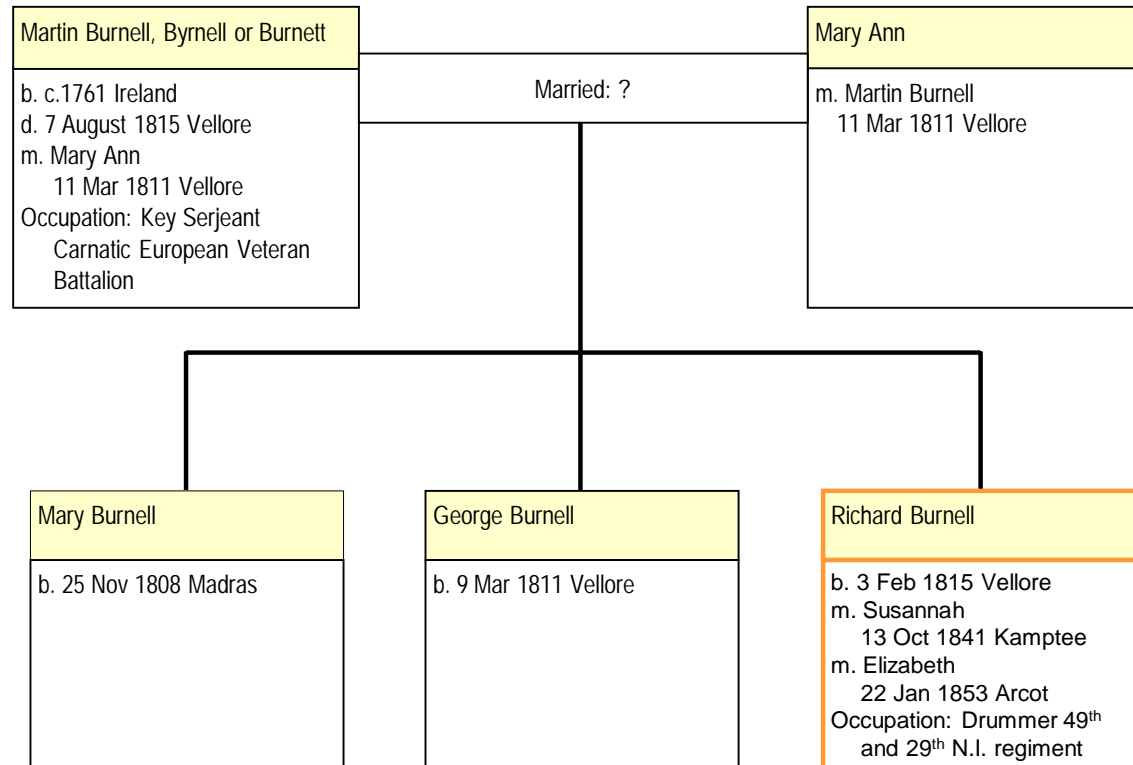 Martin Burnell, Byrnell or Burnett
b. c.1761 Ireland
d. 7 August 1815 Vellore
m. Mary Ann
11 Mar 1811 Vellore
Occupation: Key Serjeant
Carnatic European Veteran
Battalion
Married: ?
Mary Ann
m. Martin Burnell
11 Mar 1811 Vellore
Mary Burnell
b. 25 Nov 1808 Madras
George Burnell
b. 9 Mar 1811 Vellore
Richard Burnell
b. 3 Feb 1815 Vellore
m. Susannah
13 Oct 1841 Kamptee
m. Elizabeth
22 Jan 1853 Arcot
Occupation: Drummer 49th
and 29th N.I. regiment